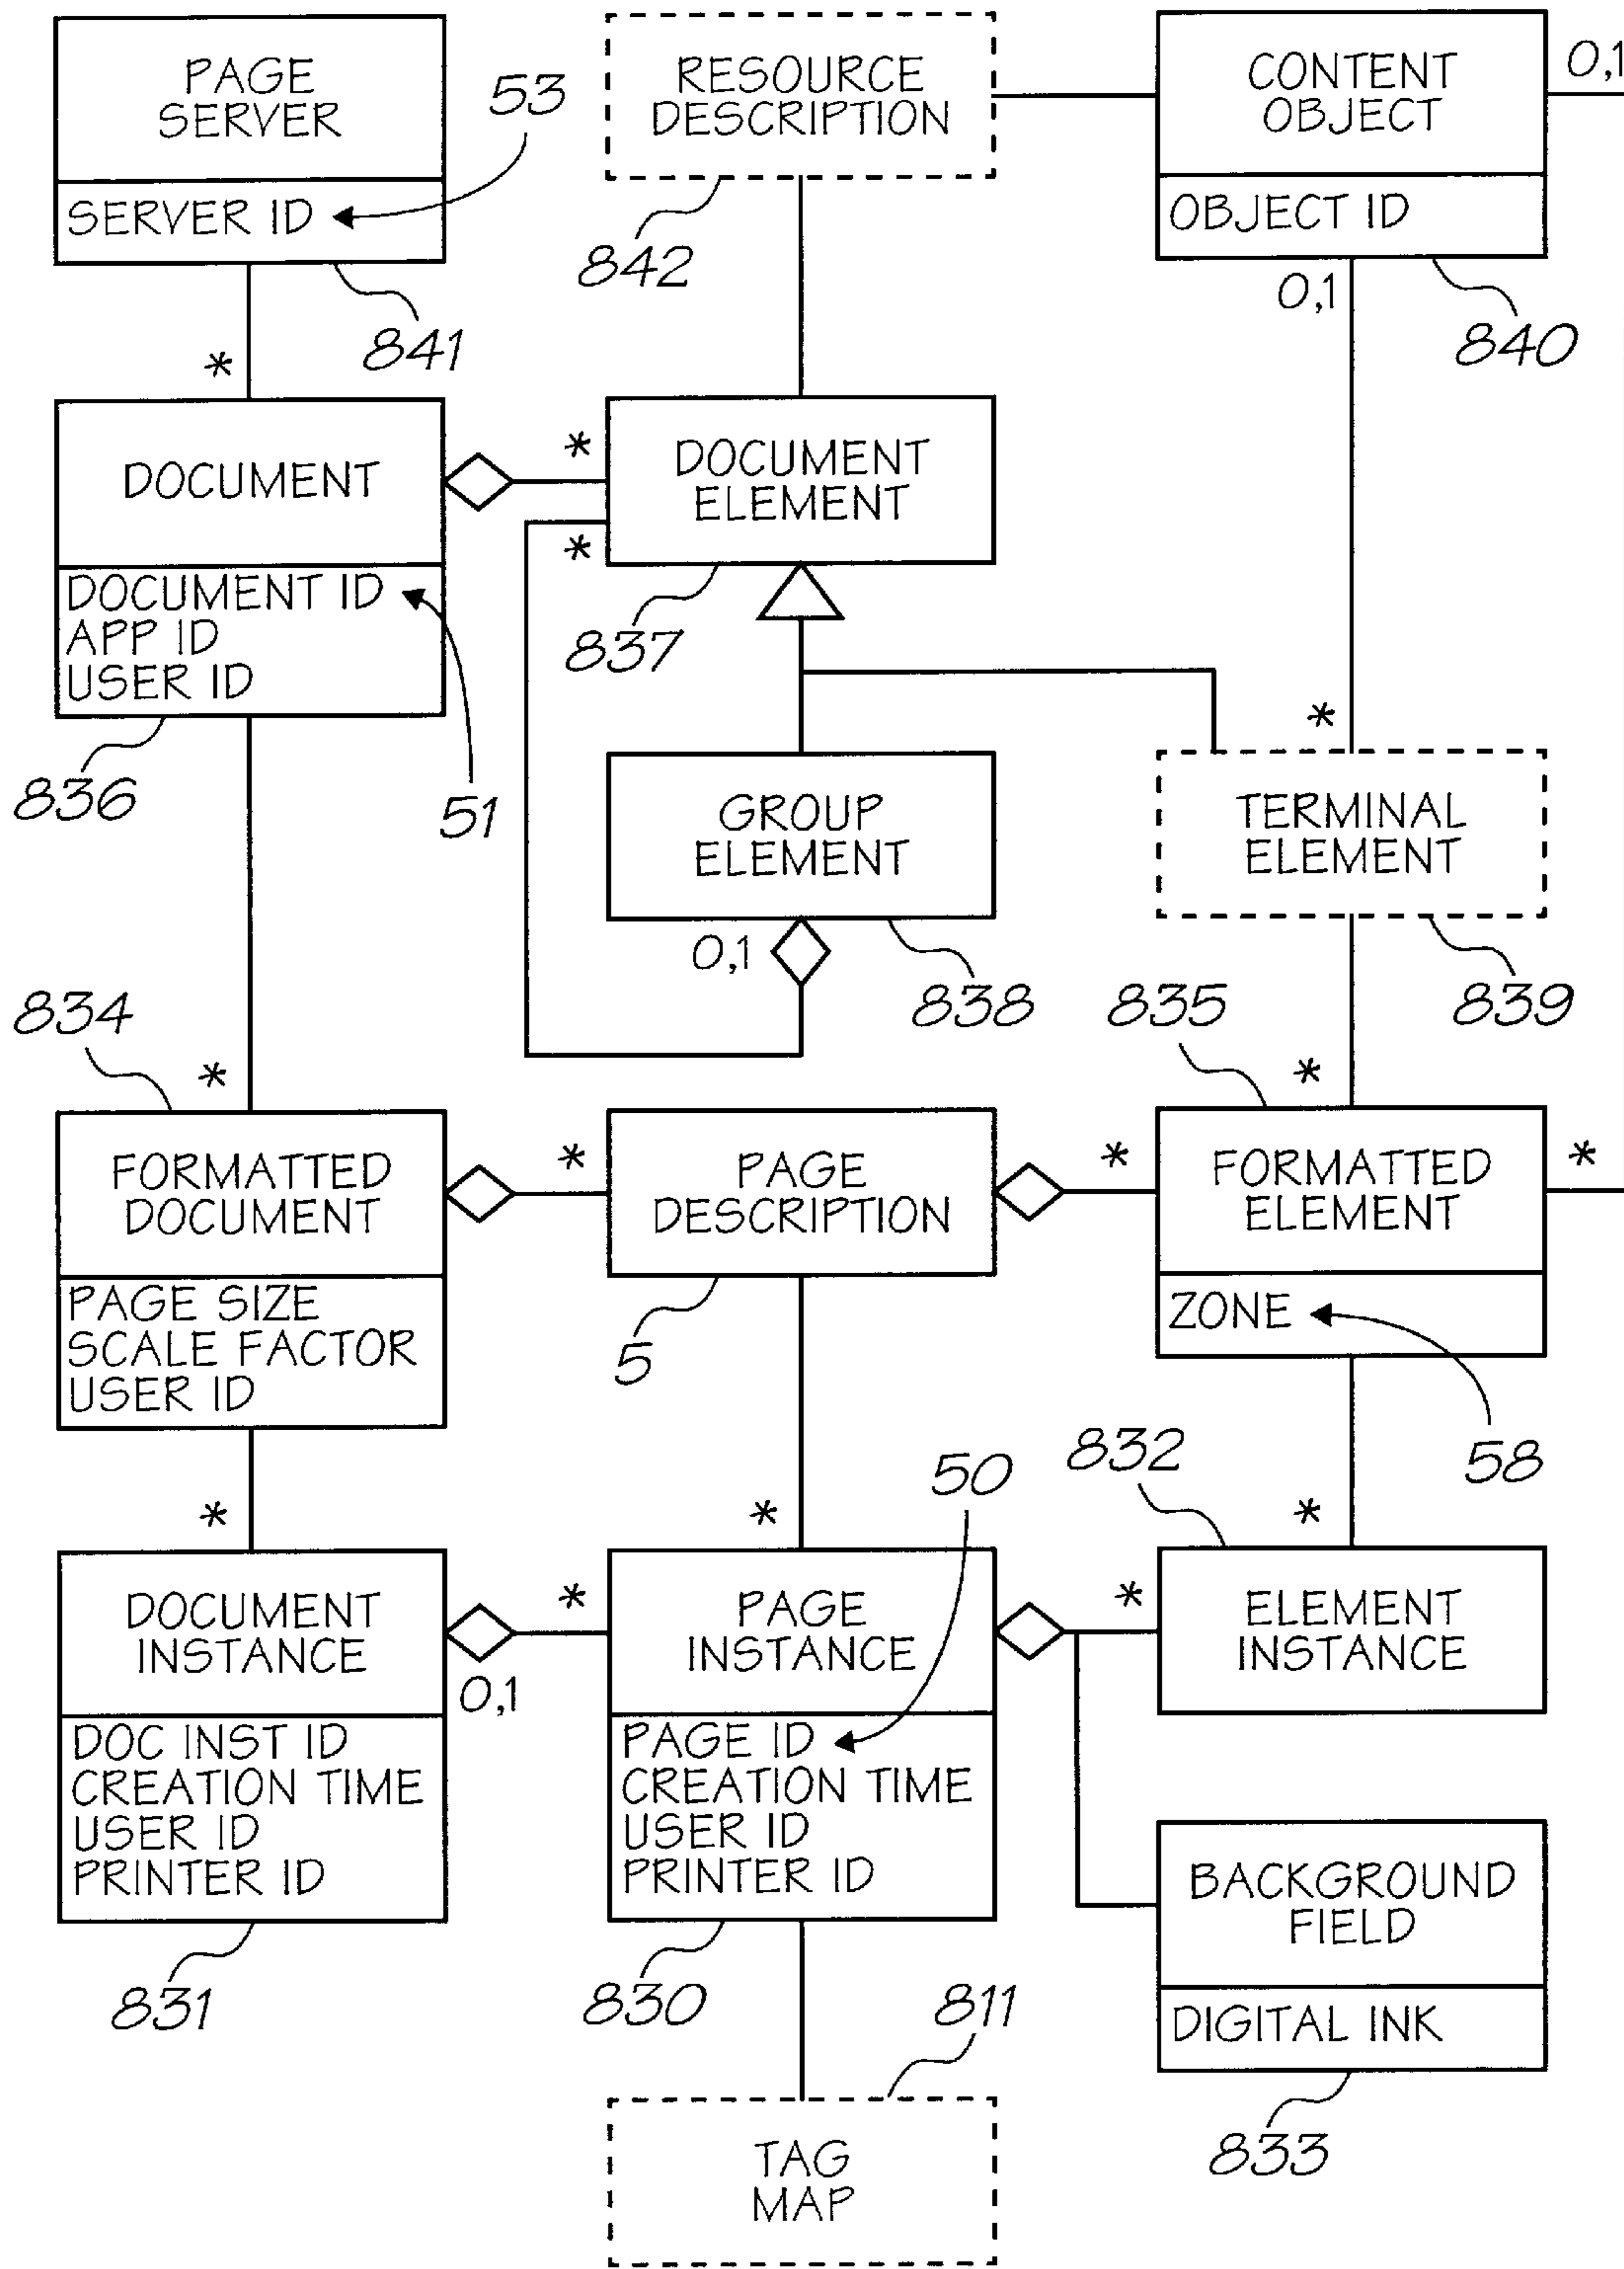 PAGE
SERVER
SERVER ID
53
841
RESOURCE
DESCRIPTION
842
CONTENT
OBJECT
OBJECT ID
0,1
0,1
840
*
DOCUMENT
DOCUMENT ID
APP ID
USER ID
836
51
*
*
DOCUMENT
ELEMENT
837
GROUP
ELEMENT
0,1
838
*
TERMINAL
ELEMENT
839
834
*
FORMATTED
DOCUMENT
PAGE SIZE
SCALE FACTOR
USER ID
*
PAGE
DESCRIPTION
5
835
*
*
*
FORMATTED
ELEMENT
ZONE
58
*
DOCUMENT
INSTANCE
0,1
DOC INST ID
CREATION TIME
USER ID
PRINTER ID
831
*
*
50
PAGE
INSTANCE
PAGE ID
CREATION TIME
USER ID
PRINTER ID
830
832
*
*
ELEMENT
INSTANCE
BACKGROUND
FIELD
DIGITAL INK
833
811
TAG
MAP